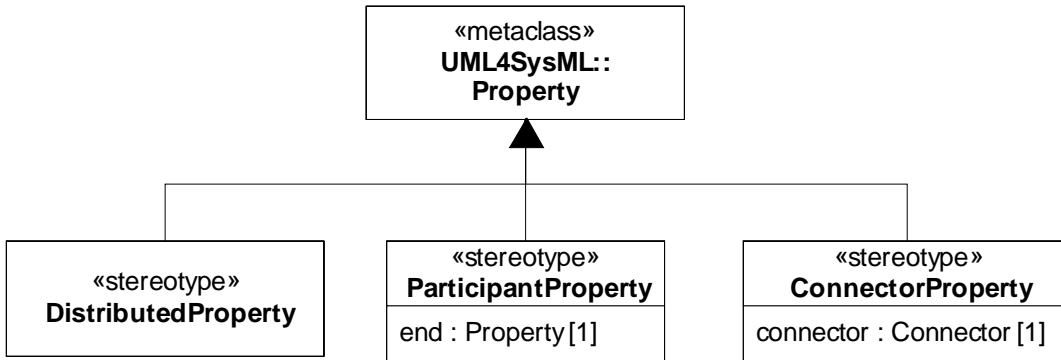 «metaclass»
UML4SysML::
Property
«stereotype»
DistributedProperty
«stereotype»
ParticipantProperty
end : Property [1]
«stereotype»
ConnectorProperty
connector : Connector [1]